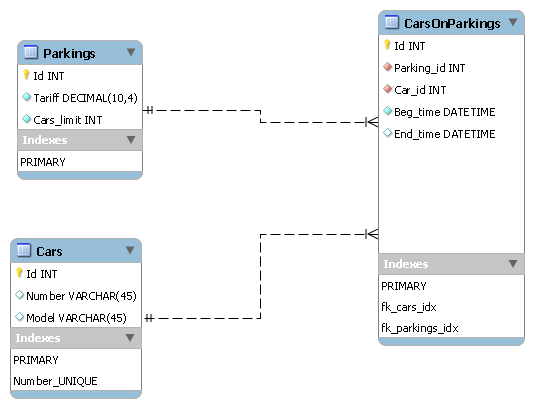 Parkings
Id INT
Tariff DECIMAL(10,4)
Cars_limit INT
Indexes
PRIMARY
Cars
Id INT
Number VARCHAR(45)
Model VARCHAR(45)
Indexes
PRIMARY
Number_UNIQUE
CarsOnParkings
Id INT
Parking_id INT
Car_id INT
Beg_time DATETIME
End_time DATETIME
Indexes
PRIMARY
fk_cars_idx
fk_parkings_idx